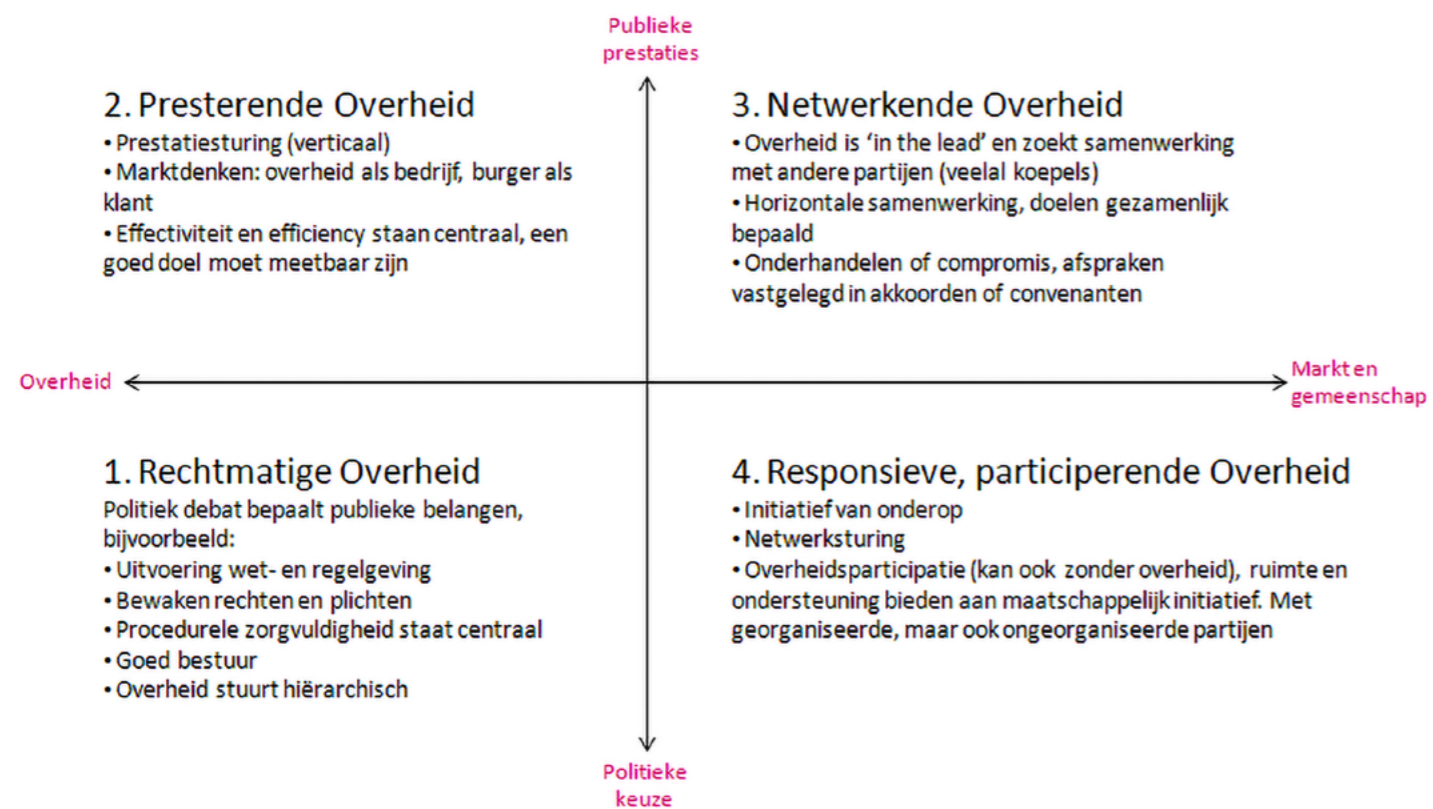 Publieke
prestaties
2. Presterende Overheid
• Prestatiesturing (verticaal)
• Marktdenken: overheid als bedrijf, burger als
klant
• Effectiviteit en efficiency staan centraal, een
goed doel moet meetbaar zijn
3. Netwerkende Overheid
• Overheid is ‘in the lead’ en zoekt samenwerking
met andere partijen (veelal koepels)
• Horizontale samenwerking, doelen gezamenlijk
bepaald
• Onderhandelen of compromis, afspraken
vastgelegd in akkoorden of convenanten
Overheid
Markt en
gemeenschap
1. Rechtmatige Overheid
Politiek debat bepaalt publieke belangen,
bijvoorbeeld:
• Uitvoering wet- en regelgeving
• Bewaken rechten en plichten
• Procedurele zorgvuldigheid staat centraal
• Goed bestuur
• Overheid stuurt hiërarchisch
4. Responsieve, participerende Overheid
• Initiatief van onderop
• Netwerksturing
• Overheidsparticipatie (kan ook zonder overheid), ruimte en
ondersteuning bieden aan maatschappelijk initiatief. Met
georganiseerde, maar ook ongeorganiseerde partijen
Politieke
keuze